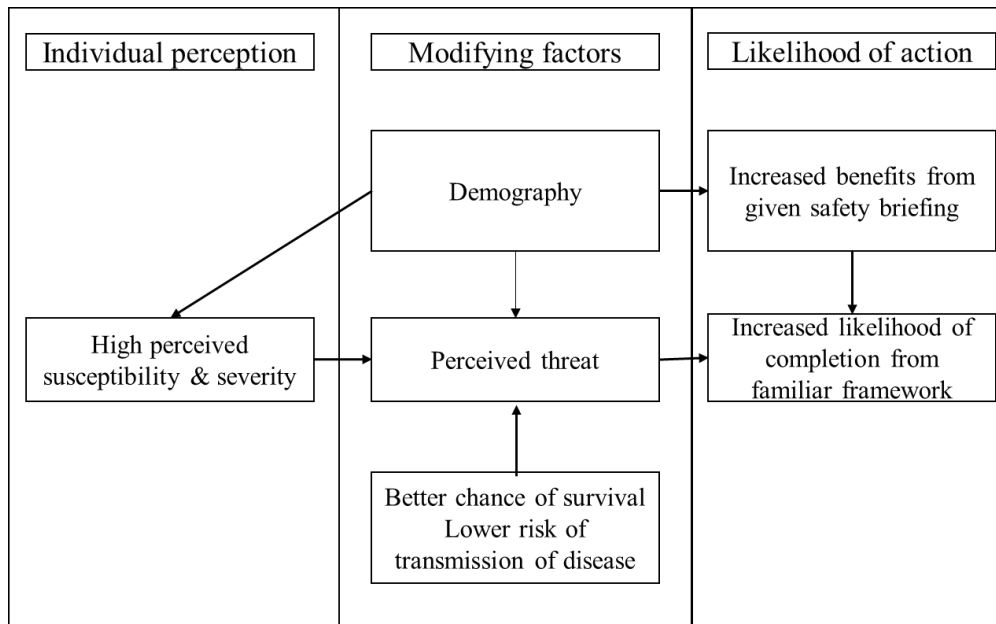 Individual perception
Modifying factors
Likelihood of action
Demography
Increased benefits from
given safety briefing
High perceived
susceptibility & severity
Perceived threat
Increased likelihood of
completion from
familiar framework
Better chance of survival
Lower risk of
transmission of disease